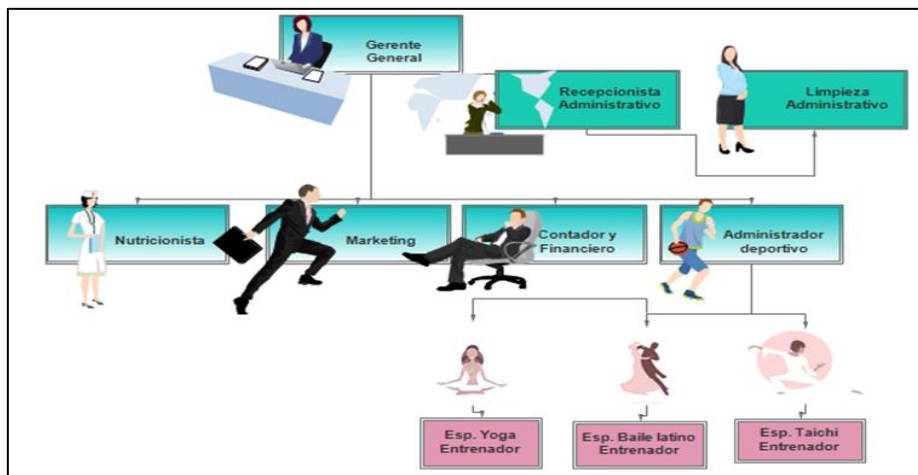 Gerente
General
Recepcionista
Administrativo
Limpieza
Administrativo
Nutricionista
Marketing
Contador y
Financiero
Administrador
deportivo
Esp. Yoga
Entrenador
Esp. Baile latino
Entrenador
Esp. Taichi
Entrenador